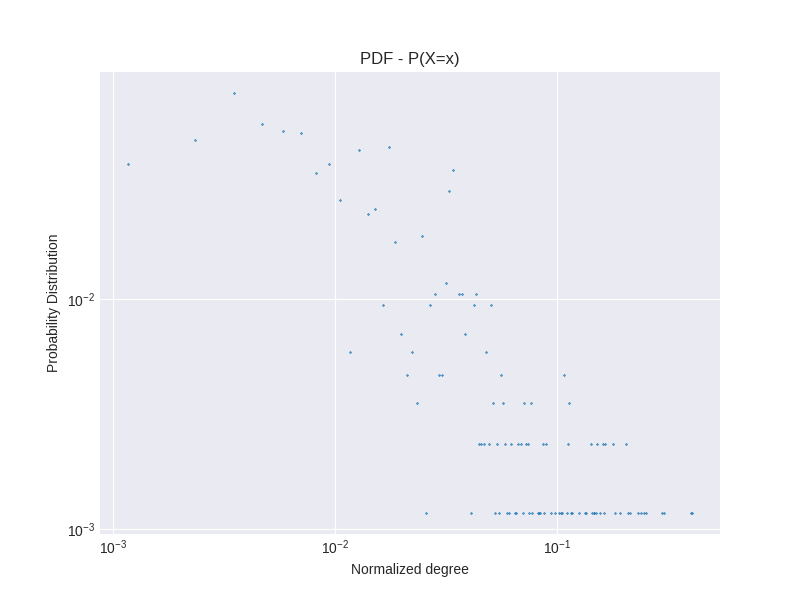 PDF - P(X=x)
Probability Distribution
10⁻²
10⁻³
10⁻³ 10⁻² 10⁻¹
Normalized degree